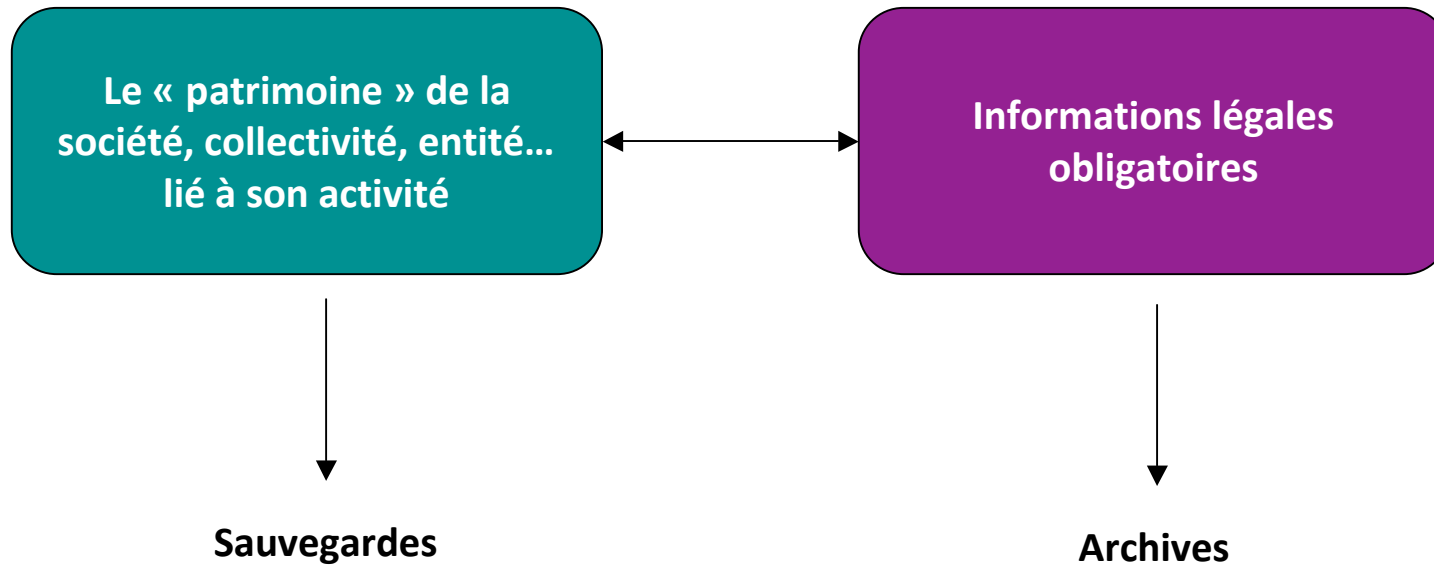 Le « patrimoine » de la
société, collectivité, entité…
lié à son activité
Informations légales
obligatoires
Sauvegardes
Archives